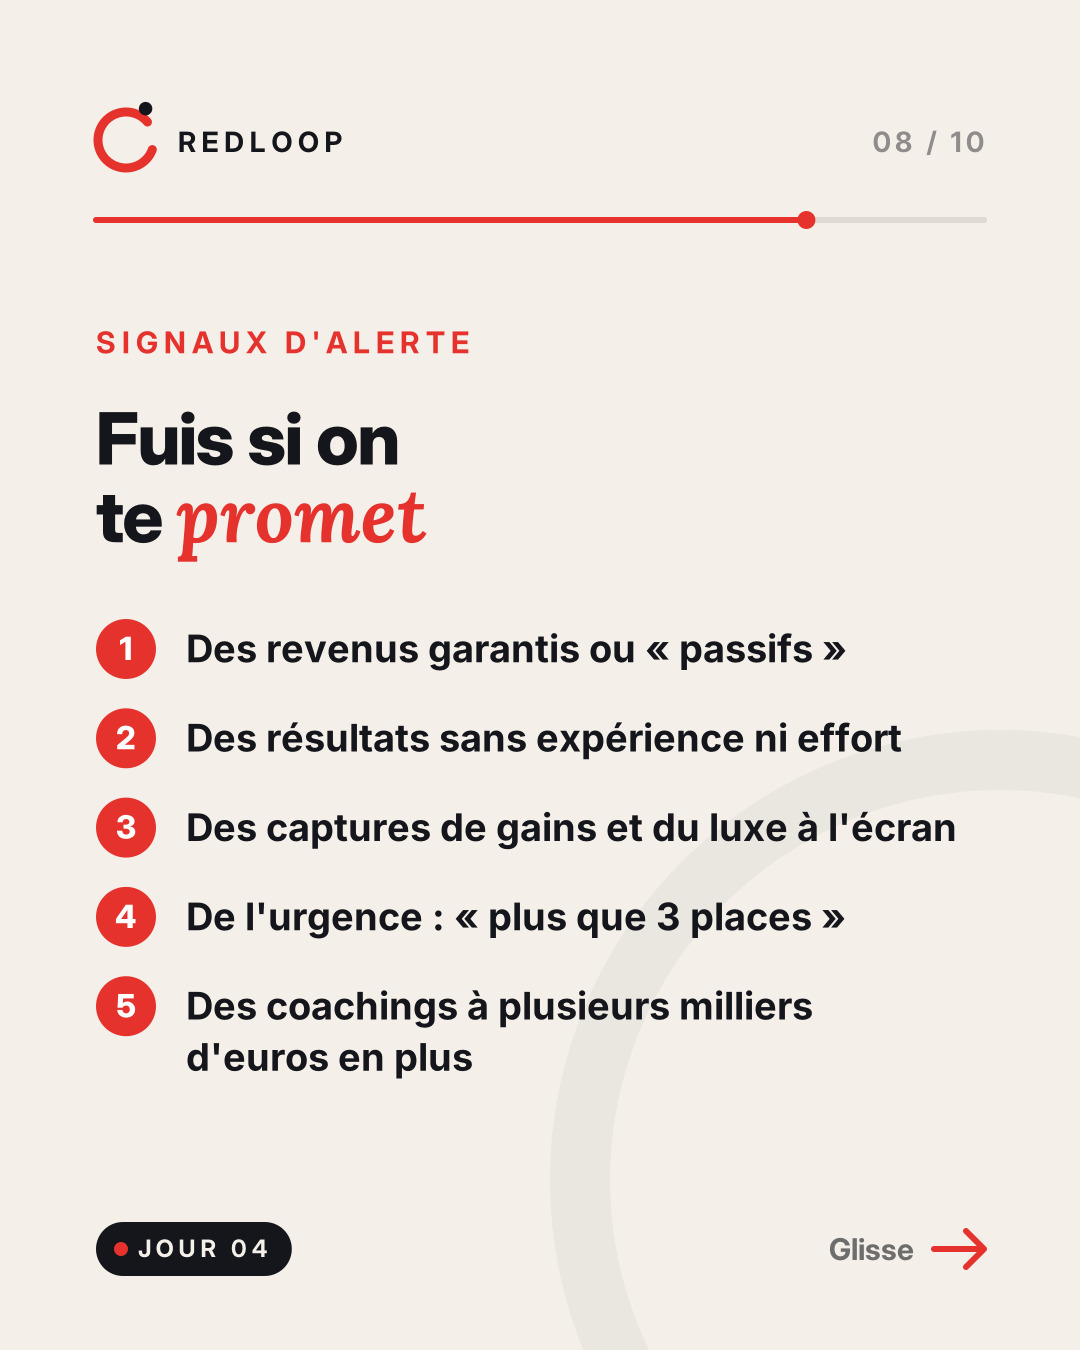 REDLOOP
08 / 10
SIGNAUX D'ALERTE
Fuis si on
te promet
1 Des revenus garantis ou « passifs »
2 Des résultats sans expérience ni effort
3 Des captures de gains et du luxe à l'écran
4 De l'urgence : « plus que 3 places »
5 Des coachings à plusieurs milliers
d'euros en plus
JOUR 04
Glisse